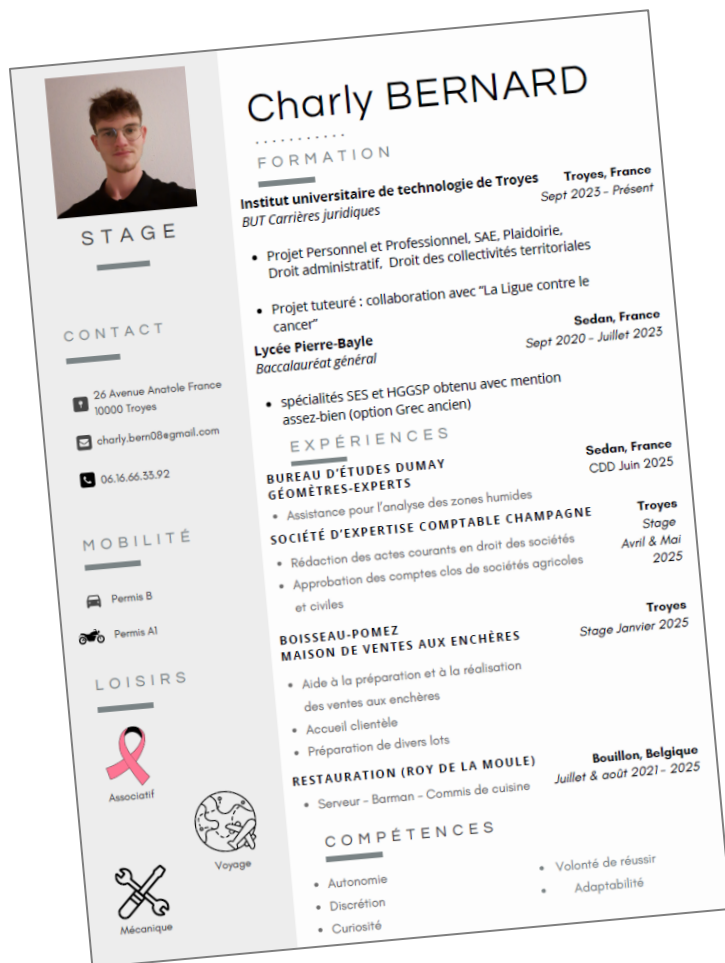 Charly BERNARD
STAGE
CONTACT
26 Avenue Anatole France
10000 Troyes
charly.bern08@gmail.com
06.16.66.33.92
MOBILITÉ
Permis B
Permis A1
LOISIRS
Associatif
Voyage
Mécanique
FORMATION
Institut universitaire de technologie de Troyes
Troyes, France
BUT Carrières juridiques
Sept 2023 - Présent
Projet Personnel et Professionnel, SAE, Plaidoirie,
Droit administratif, Droit des collectivités territoriales
Projet tuteuré : collaboration avec "La Ligue contre le
cancer"
Lycée Pierre-Bayle
Sedan, France
Baccalauréat général
Sept 2020 - Juillet 2023
spécialités SES et HGGSP obtenu avec mention
assez-bien (option Grec ancien)
EXPÉRIENCES
BUREAU D'ÉTUDES DUMAY
GÉOMÈTRES-EXPERTS
Sedan, France
CDD Juin 2025
Assistance pour l'analyse des zones humides
SOCIÉTÉ D'EXPERTISE COMPTABLE CHAMPAGNE
Troyes
Stage
Avril & Mai
2025
Rédaction des actes courants en droit des sociétés
Approbation des comptes clos de sociétés agricoles
et civiles
BOISSEAU-POMEZ
MAISON DE VENTES AUX ENCHÈRES
Troyes
Stage Janvier 2025
Aide à la préparation et à la réalisation
des ventes aux enchères
Accueil clientèle
Préparation de divers lots
RESTAURATION (ROY DE LA MOULE)
Bouillon, Belgique
Juillet & août 2021 - 2025
Serveur - Barman - Commis de cuisine
COMPÉTENCES
Autonomie
Discrétion
Curiosité
Volonté de réussir
Adaptabilité